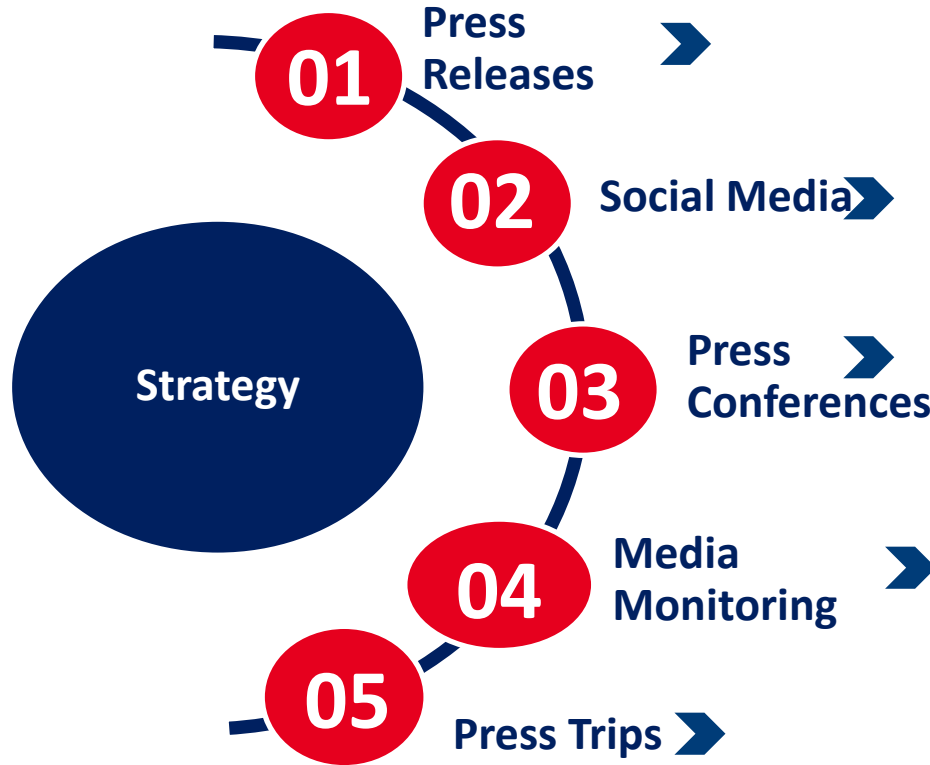 01
Press
Releases
02
Social Media
Strategy
03
Press
Conferences
04
Media
Monitoring
05
Press Trips